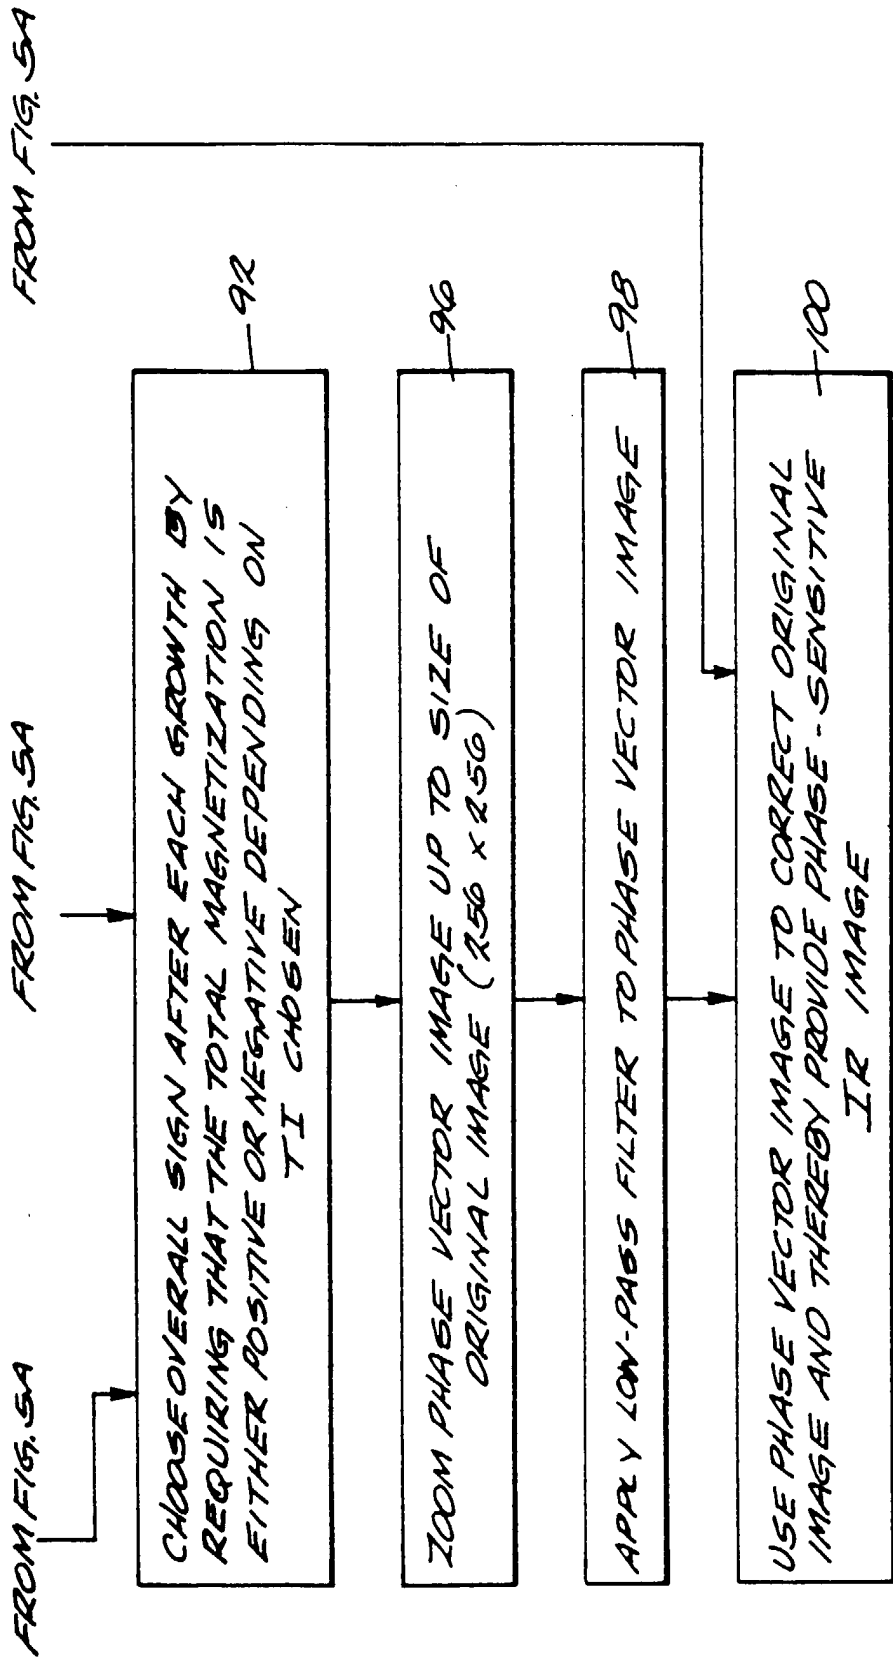 FROM FIG. 5A
FROM FIG. 5A
FROM FIG. 5A
CHOOSE OVERALL SIGN AFTER EACH GROWTH BY
REQUIRING THAT THE TOTAL MAGNETIZATION IS
EITHER POSITIVE OR NEGATIVE DEPENDING ON
TI CHOSEN
92
ZOOM PHASE VECTOR IMAGE UP TO SIZE OF
ORIGINAL IMAGE (256 x 256)
96
APPLY LOW-PASS FILTER TO PHASE VECTOR IMAGE
98
USE PHASE VECTOR IMAGE TO CORRECT ORIGINAL
IMAGE AND THEREBY PROVIDE PHASE-SENSITIVE
IR IMAGE
100